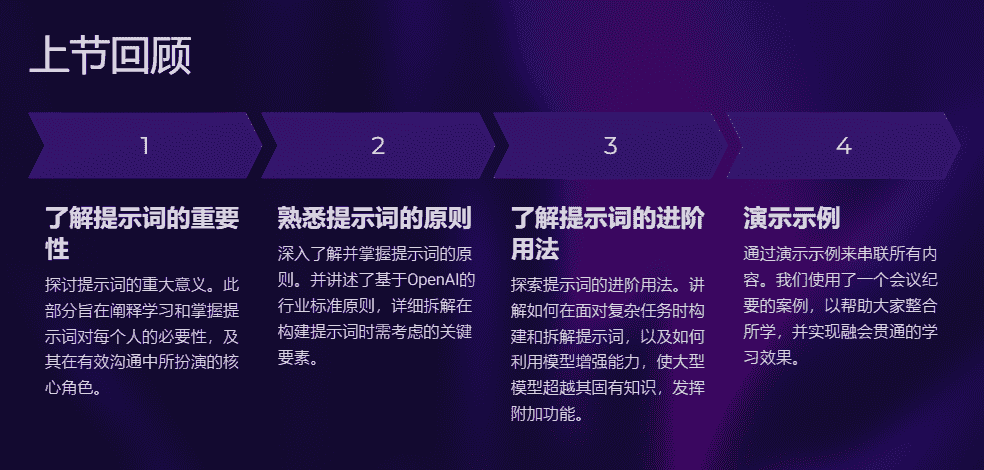 上节回顾
1
2
3
4
了解提示词的重要
性
探讨提示词的重大意义。此
部分旨在阐释学习和掌握提
示词对每个人的必要性，及
其在有效沟通中所扮演的核
心角色。
熟悉提示词的原则
深入了解并掌握提示词的原
则。并讲述了基于OpenAI的
行业标准原则，详细拆解在
构建提示词时需考虑的关键
要素。
了解提示词的进阶
用法
探索提示词的进阶用法。讲
解如何在面对复杂任务时构
建和拆解提示词，以及如何
利用模型增强能力，使大型
模型超越其固有知识，发挥
附加功能。
演示示例
通过演示示例来串联所有内
容。我们使用了一个会议纪
要的案例，以帮助大家整合
所学，并实现融会贯通的学
习效果。